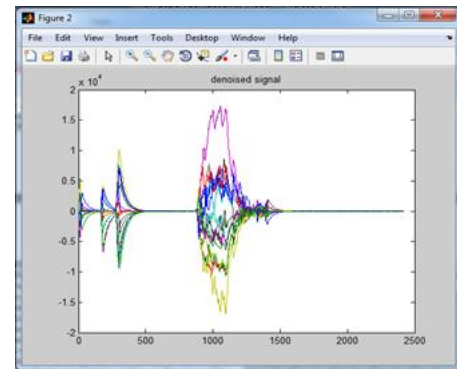 Figure 2
File Edit View Insert Tools Desktop Window Help
x 10⁴
denoised signal
2
1.5
1
0.5
0
-0.5
-1
-1.5
-2
0 500 1000 1500 2000 2500